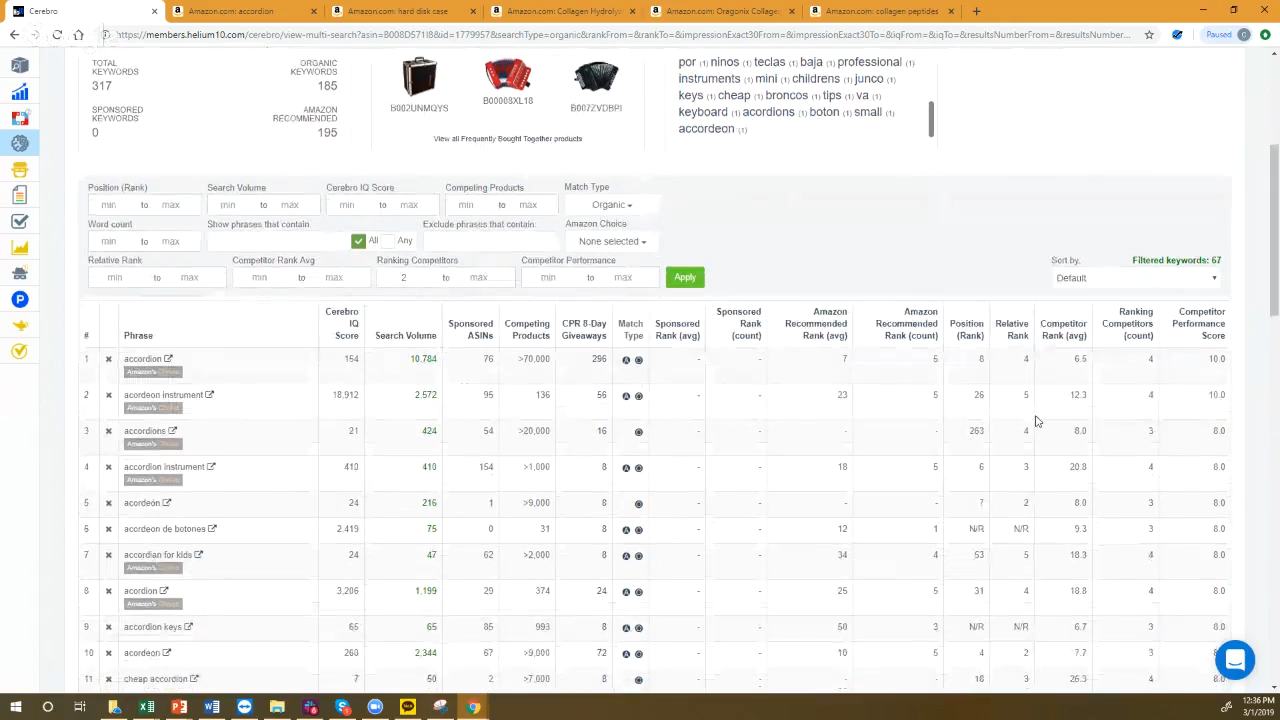 Cerebro
Amazon.com: accordion
Amazon.com: hard disk case
Amazon.com: Collagen Hydrolys
Amazon.com: Orgonix Collage
Amazon.com: collagen peptides
https://members.helium10.com/cerebro/view-multi-search?asin=B008D571I8&id=1779957&searchType=organic&rankFrom=&rankTo=&impressionExact30From=&impressionExact30To=&iqFrom=&iqTo=&resultsNumberFrom=&resultsNumber...
Paused
TOTAL KEYWORDS
317
ORGANIC KEYWORDS
185
SPONSORED KEYWORDS
0
AMAZON RECOMMENDED
195
B002UNMQYS
B00008XL18
B007ZVDBPI
View all Frequently Bought Together products
por (1) ninos (1) teclas (1) baja (1) professional (1)
instruments (1) mini (1) childrens (1) junco (1)
keys (1) cheap (1) broncos (1) tips (1) va (1)
keyboard (1) acordions (1) boton (1) small (1)
accordeon (1)
Position (Rank) Search Volume Cerebro IQ Score Competing Products Match Type
min to max min to max min to max min to max Organic
Word count Show phrases that contain: Exclude phrases that contain: Amazon Choice
min to max All Any None selected
Relative Rank Competitor Rank Avg Ranking Competitors Competitor Performance
min to max min to max 2 to max min to max Apply
Sort by: Filtered keywords: 67
Default
# Phrase Cerebro IQ Score Search Volume Sponsored ASINs Competing Products CPR 8-Day Giveaways Match Type Sponsored Rank (avg) Sponsored Rank (count) Amazon Recommended Rank (avg) Amazon Recommended Rank (count) Position (Rank) Relative Rank Competitor Rank (avg) Ranking Competitors (count) Competitor Performance Score
1 accordion 154 10,784 76 >70,000 296 - - 7 5 8 4 6.5 4 10.0
Amazon's Choice
2 acordeon instrument 18,912 2,572 95 136 56 - - 23 5 26 5 12.3 4 10.0
Amazon's Choice
3 accordions 21 424 54 >20,000 16 - - - - 263 4 8.0 3 8.0
Amazon's Choice
4 accordion instrument 410 410 154 >1,000 8 - - 18 5 6 3 20.8 4 8.0
Amazon's Choice
5 acordeón 24 216 1 >9,000 8 - - - - 7 2 8.0 3 8.0
6 acordeon de botones 2,419 75 0 31 8 - - 12 1 N/R N/R 9.3 3 8.0
7 accordian for kids 24 47 62 >2,000 8 - - 34 4 53 5 18.3 4 8.0
Amazon's Choice
8 acordion 3,206 1,199 29 374 24 - - 25 5 31 4 18.8 4 8.0
Amazon's Choice
9 accordion keys 65 65 85 993 8 - - 50 3 N/R N/R 6.7 3 8.0
10 acordeon 260 2,344 67 >9,000 72 - - 10 5 4 2 7.7 3 8.0
11 cheap accordion 7 50 2 >7,000 8 - - - - 18 3 26.3 4 8.0
12:36 PM
3/1/2019